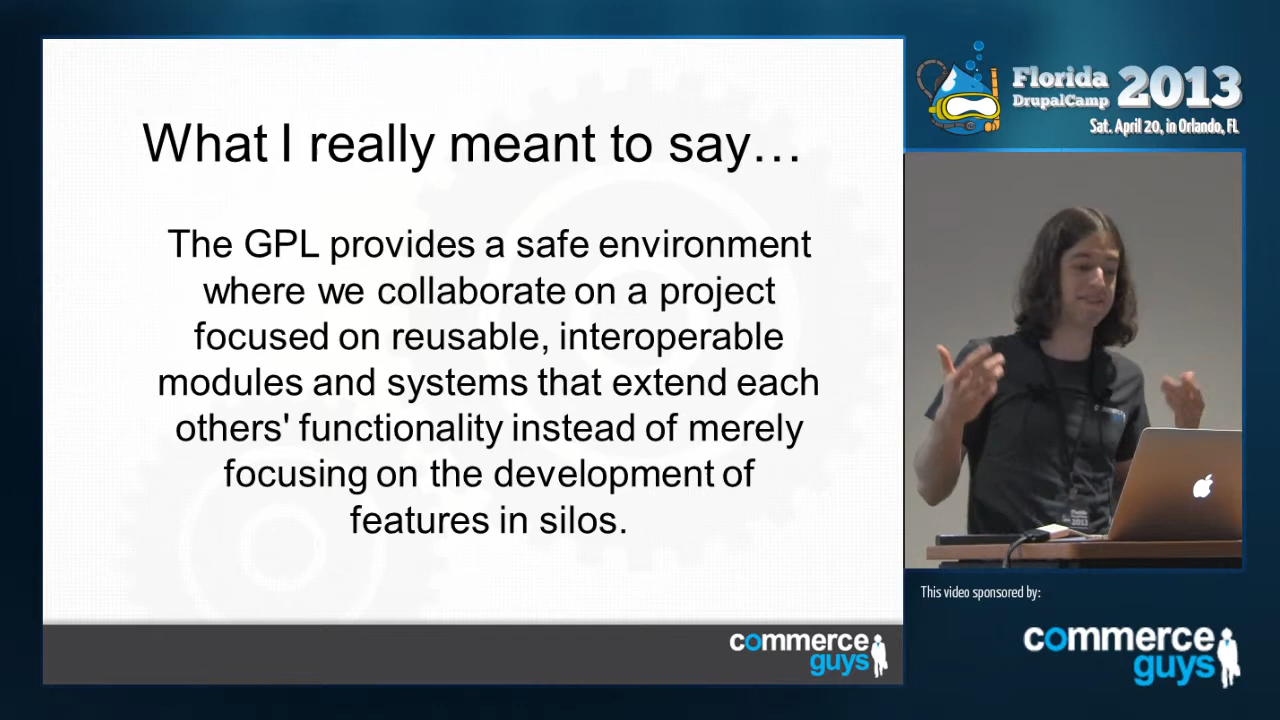 What I really meant to say…
The GPL provides a safe environment
where we collaborate on a project
focused on reusable, interoperable
modules and systems that extend each
others' functionality instead of merely
focusing on the development of
features in silos.
commerce
guys
Florida
DrupalCamp
2013
Sat. April 20, in Orlando, FL
Florida
2013
This video sponsored by:
commerce
guys